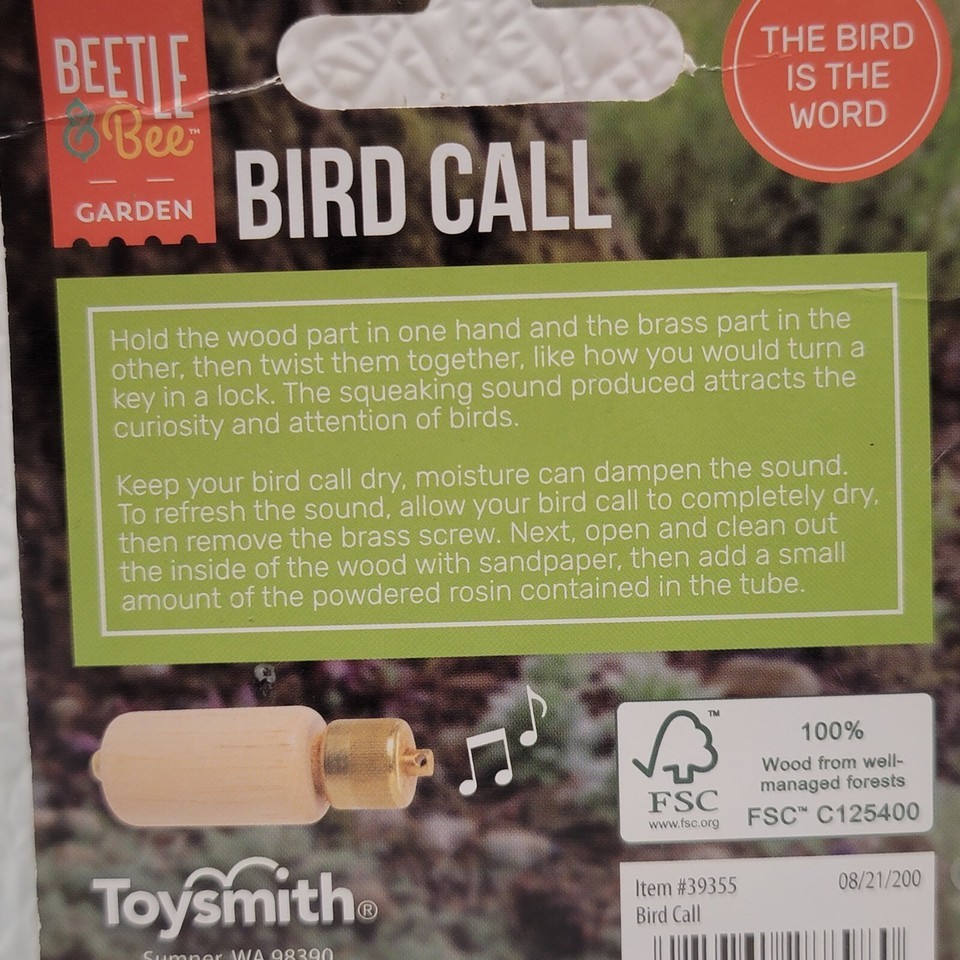 BEETLE
& Bee™
GARDEN
BIRD CALL
THE BIRD
IS THE
WORD
Hold the wood part in one hand and the brass part in the
other, then twist them together, like how you would turn a
key in a lock. The squeaking sound produced attracts the
curiosity and attention of birds.
Keep your bird call dry, moisture can dampen the sound.
To refresh the sound, allow your bird call to completely dry,
then remove the brass screw. Next, open and clean out
the inside of the wood with sandpaper, then add a small
amount of the powdered rosin contained in the tube.
™
FSC
www.fsc.org
100%
Wood from well-
managed forests
FSC™ C125400
Toysmith®
Sumner, WA 98390
Item #39355
08/21/200
Bird Call